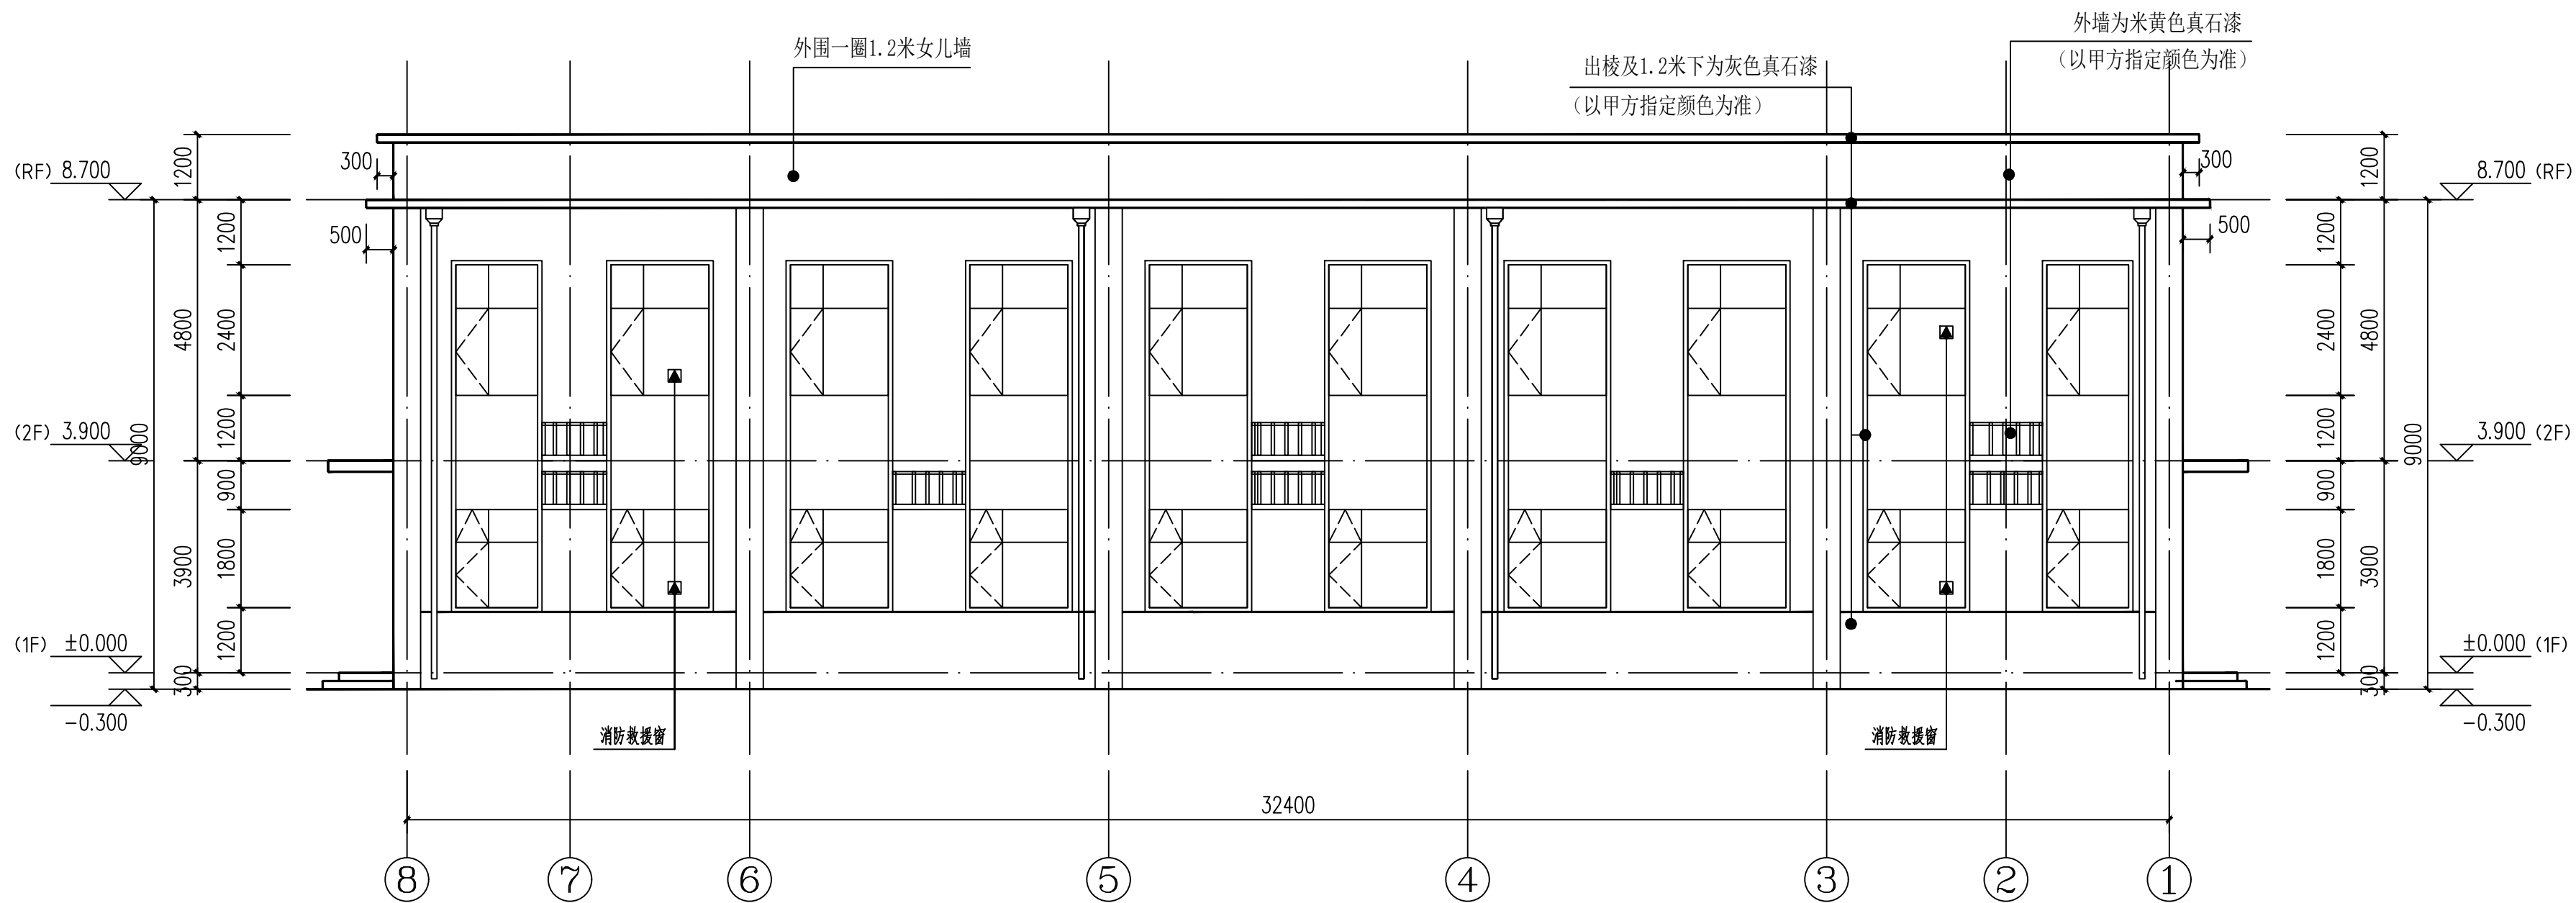 外墙为米黄色真石漆
(以甲方指定颜色为准)
外围一圈1.2米女儿墙
出棱及1.2米下为灰色真石漆
(以甲方指定颜色为准)
(RF) 8.700
1200
300
300
1200
8.700 (RF)
500
1200
500
1200
4800
2400
2400
4800
(2F) 3.900
9000
1200
1200
9000
3.900 (2F)
900
900
3900
1800
1800
3900
(1F) ±0.000
1200
1200
±0.000 (1F)
300
300
-0.300
-0.300
消防救援窗
消防救援窗
32400
8 7 6 5 4 3 2 1